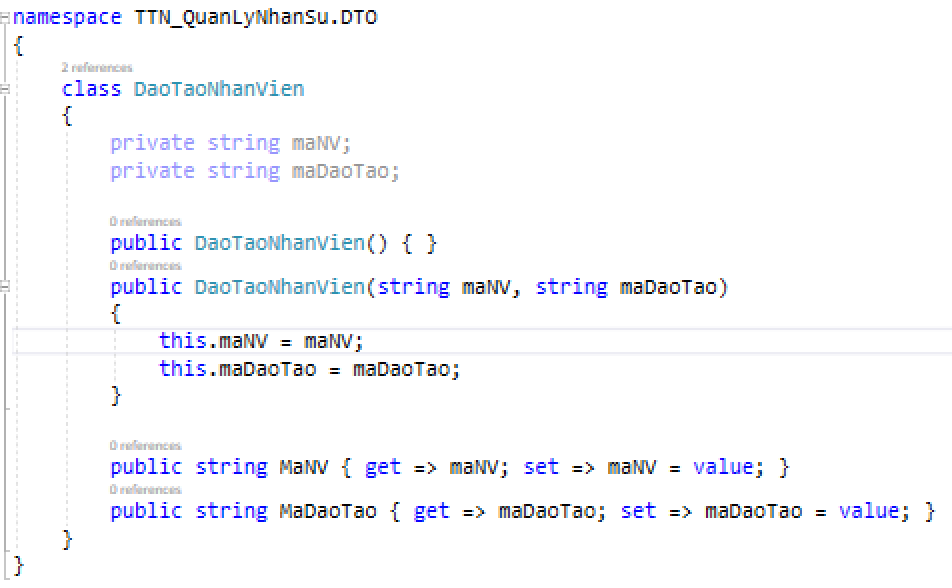 namespace TTN_QuanLyNhanSu.DTO
{
2 references
class DaoTaoNhanVien
{
private string maNV;
private string maDaoTao;
0 references
public DaoTaoNhanVien() { }
0 references
public DaoTaoNhanVien(string maNV, string maDaoTao)
{
this.maNV = maNV;
this.maDaoTao = maDaoTao;
}
0 references
public string MaNV { get => maNV; set => maNV = value; }
0 references
public string MaDaoTao { get => maDaoTao; set => maDaoTao = value; }
}
}